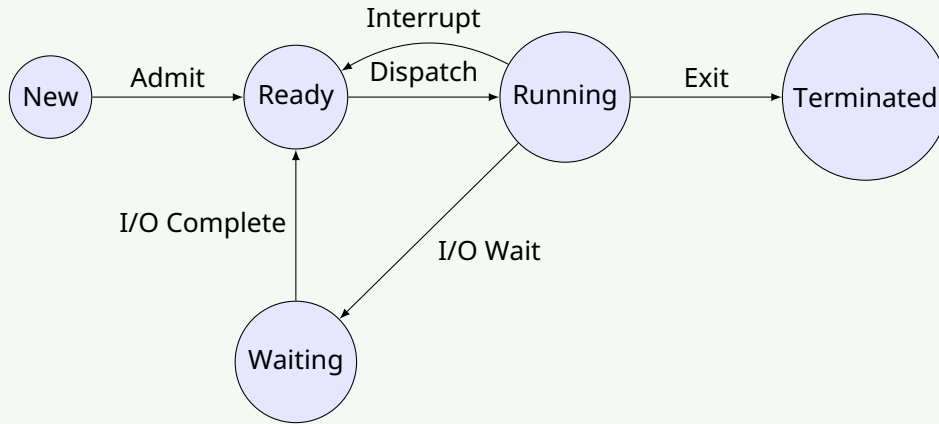 Interrupt
Admit
Dispatch
Exit
New
Ready
Running
Terminated
I/O Complete
I/O Wait
Waiting